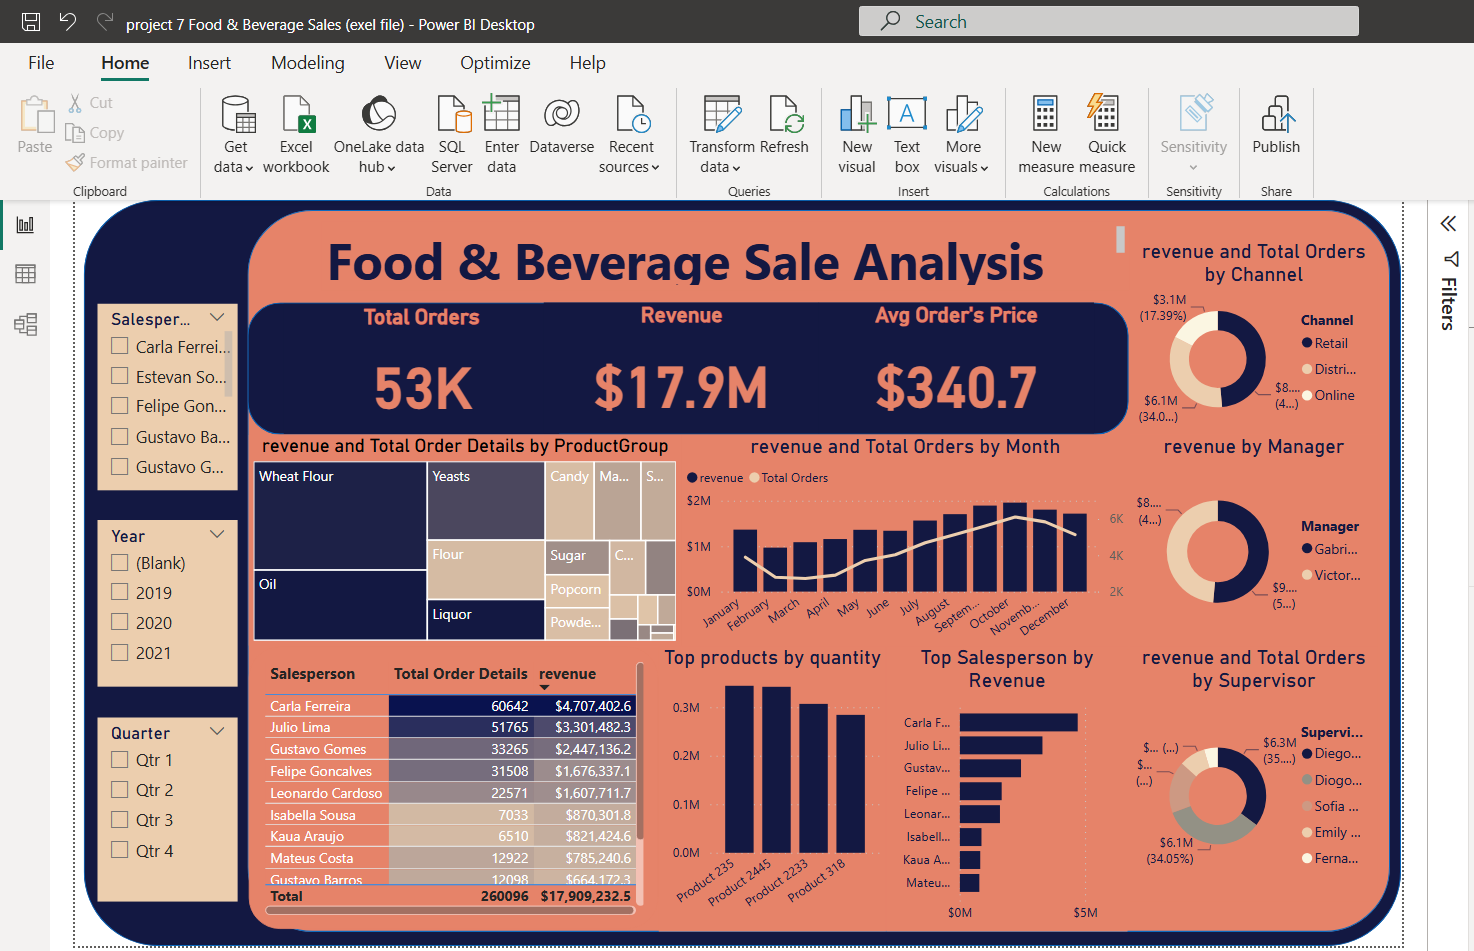 project 7 Food & Beverage Sales (exel file) - Power BI Desktop
Search
File Home Insert Modeling View Optimize Help
Paste
Cut
Copy
Format painter
Clipboard
Get data
Excel workbook
OneLake data hub
SQL Server
Enter data
Dataverse
Recent sources
Data
Transform data
Refresh
Queries
New visual
Text box
More visuals
Insert
New measure
Quick measure
Calculations
Sensitivity
Sensitivity
Publish
Share
Filters
Food & Beverage Sale Analysis
Salesper...
Carla Ferrei...
Estevan So...
Felipe Gon...
Gustavo Ba...
Gustavo G...
Year
(Blank)
2019
2020
2021
Quarter
Qtr 1
Qtr 2
Qtr 3
Qtr 4
Total Orders
53K
Revenue
$17.9M
Avg Order's Price
$340.7
revenue and Total Orders
by Channel
$3.1M
(17.39%)
$6.1M
(34.0...)
$8....
(4...)
Channel
Retail
Distri...
Online
revenue and Total Order Details by ProductGroup
Wheat Flour
Oil
Yeasts
Flour
Liquor
Candy
Ma...
S...
Sugar
C...
Popcorn
Powde...
revenue and Total Orders by Month
revenue Total Orders
$2M
$1M
$0M
6K
4K
2K
January
February
March
April
May
June
July
August
Septem...
October
Novemb...
December
revenue by Manager
$8....
(4...)
$9....
(5...)
Manager
Gabri...
Victor...
Salesperson Total Order Details revenue
Carla Ferreira 60642 $4,707,402.6
Julio Lima 51765 $3,301,482.3
Gustavo Gomes 33265 $2,447,136.2
Felipe Goncalves 31508 $1,676,337.1
Leonardo Cardoso 22571 $1,607,711.7
Isabella Sousa 7033 $870,301.8
Kaua Araujo 6510 $821,424.6
Mateus Costa 12922 $785,240.6
Gustavo Barros 12098 $664,172.3
Total 260096 $17,909,232.5
Top products by quantity
0.3M
0.2M
0.1M
0.0M
Product 235
Product 2445
Product 2233
Product 318
Top Salesperson by
Revenue
Carla F...
Julio Li...
Gustav...
Felipe ...
Leonar...
Isabell...
Kaua A...
Mateu...
$0M
$5M
revenue and Total Orders
by Supervisor
$... (...)
$...
(...)
$6.3M
(35....)
$6.1M
(34.05%)
Supervi...
Diego...
Diogo...
Sofia ...
Emily ...
Ferna...